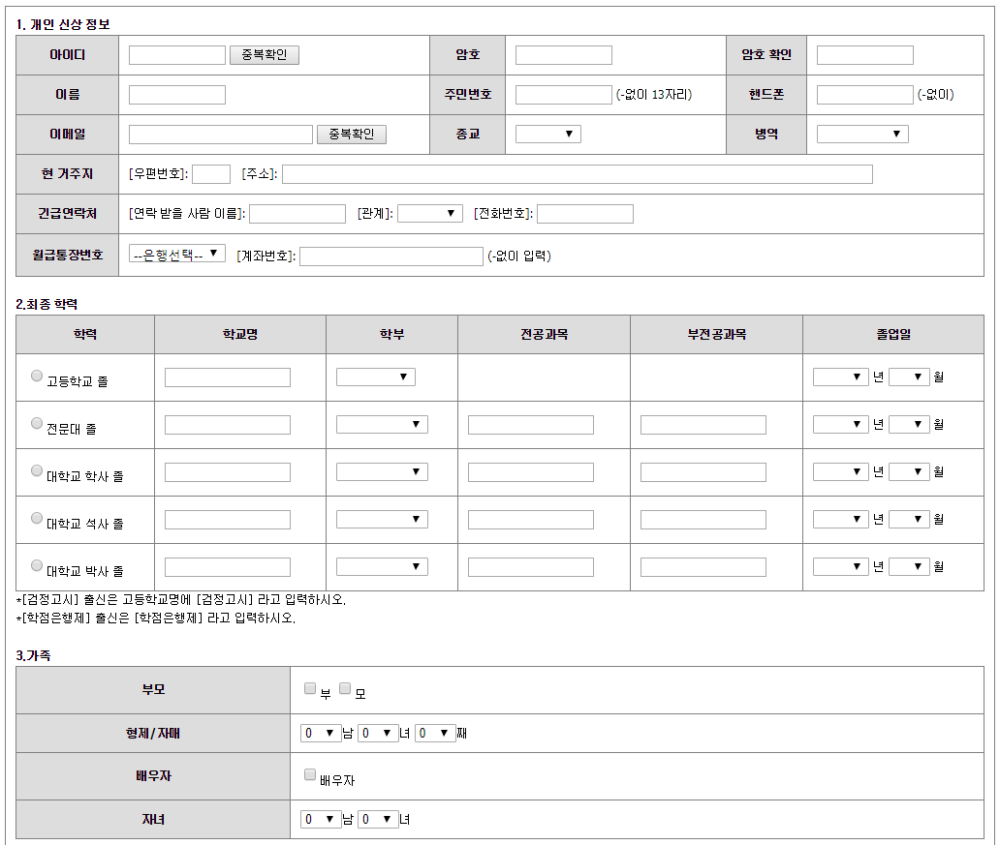 1. 개인 신상 정보
아이디 중복확인 암호 암호 확인
이름 주민번호 (-없이 13자리) 핸드폰 (-없이)
이메일 중복확인 종교 병역
현 거주지 [우편번호]: [주소]:
긴급연락처 [연락 받을 사람 이름]: [관계]: [전화번호]:
월급통장번호 --은행선택-- [계좌번호]: (-없이 입력)
2.최종 학력
학력 학교명 학부 전공과목 부전공과목 졸업일
고등학교 졸 년 월
전문대 졸 년 월
대학교 학사 졸 년 월
대학교 석사 졸 년 월
대학교 박사 졸 년 월
*[검정고시] 출신은 고등학교명에 [검정고시] 라고 입력하시오.
*[학점은행제] 출신은 [학점은행제] 라고 입력하시오.
3.가족
부모 부 모
형제/자매 0 남 0 녀 0 째
배우자 배우자
자녀 0 남 0 녀